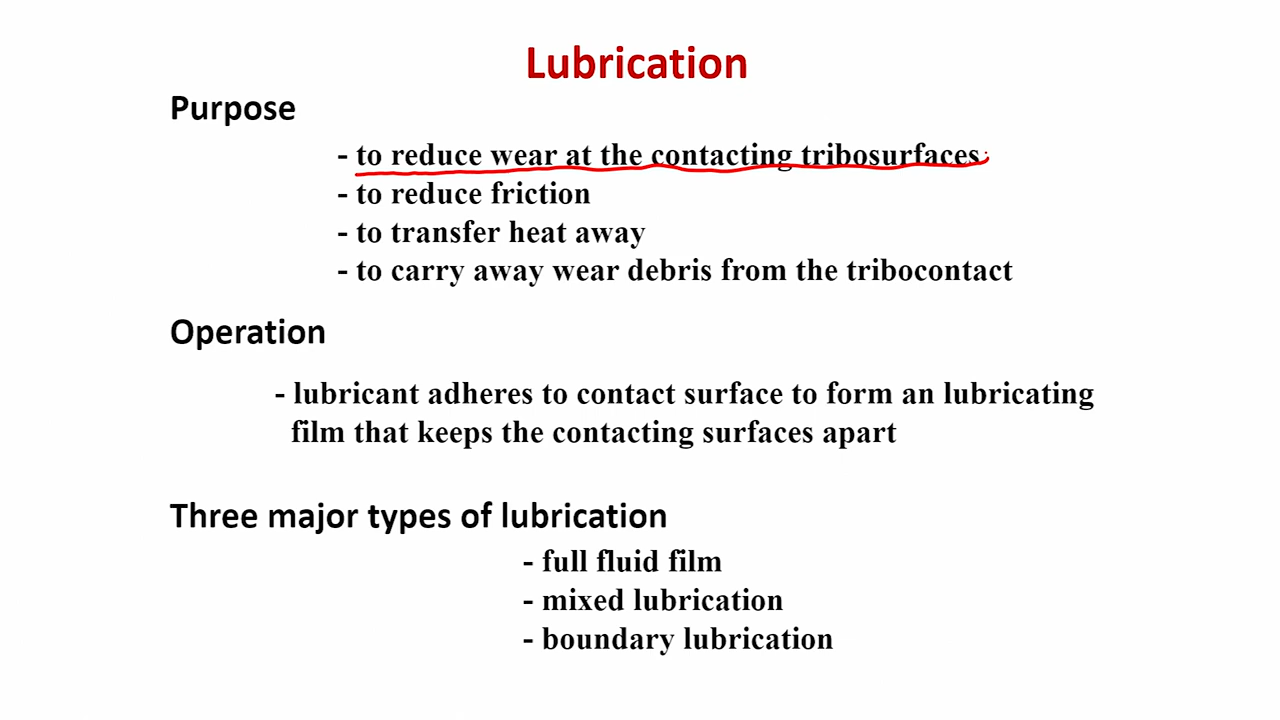 Lubrication
Purpose
- to reduce wear at the contacting tribosurfaces
- to reduce friction
- to transfer heat away
- to carry away wear debris from the tribocontact
Operation
- lubricant adheres to contact surface to form an lubricating
film that keeps the contacting surfaces apart
Three major types of lubrication
- full fluid film
- mixed lubrication
- boundary lubrication